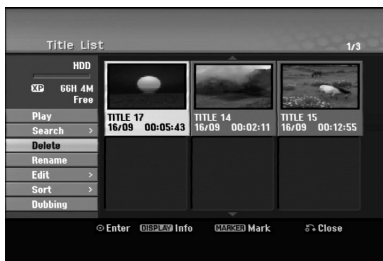 Title List
1/3
HDD
XP 66H 4M
Free
Play
Search >
Delete
Rename
Edit >
Sort >
Dubbing
TITLE 17
16/09 00:05:43
TITLE 14
16/09 00:02:11
TITLE 15
16/09 00:12:55
Enter DISPLAY Info MARKER Mark Close